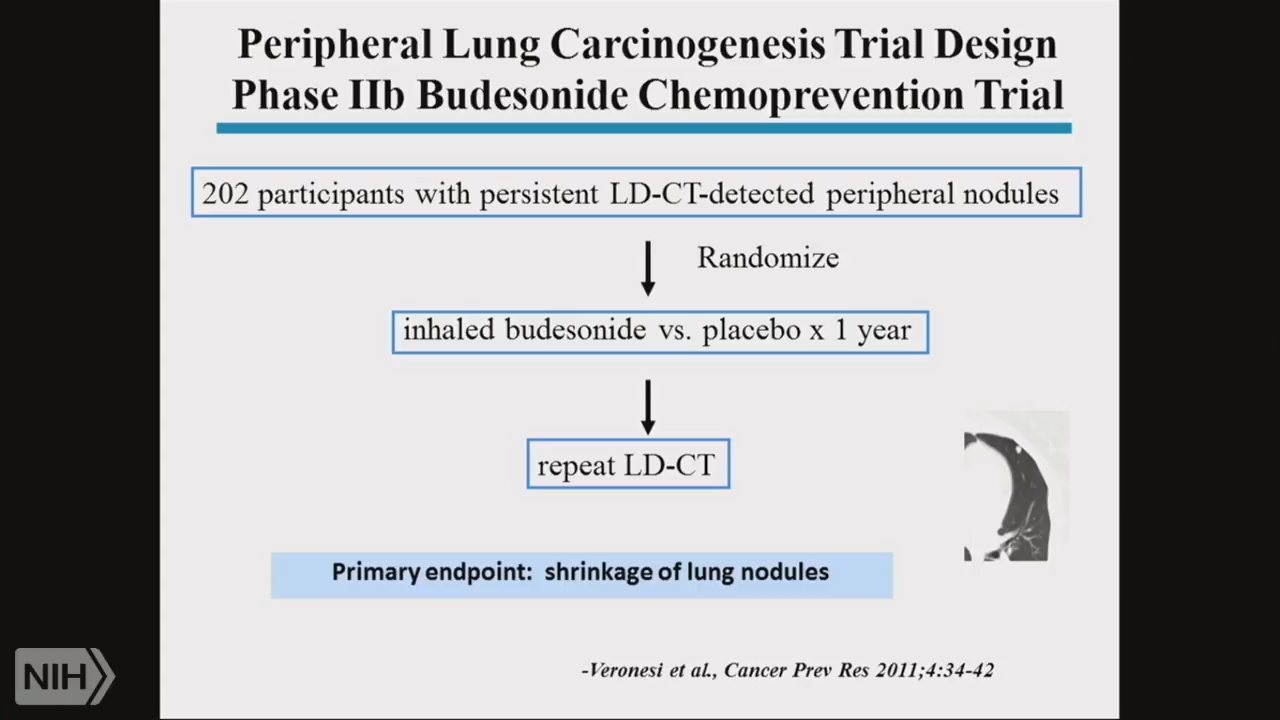 Peripheral Lung Carcinogenesis Trial Design
Phase IIb Budesonide Chemoprevention Trial
202 participants with persistent LD-CT-detected peripheral nodules
Randomize
inhaled budesonide vs. placebo x 1 year
repeat LD-CT
Primary endpoint: shrinkage of lung nodules
-Veronesi et al., Cancer Prev Res 2011;4:34-42
NIH